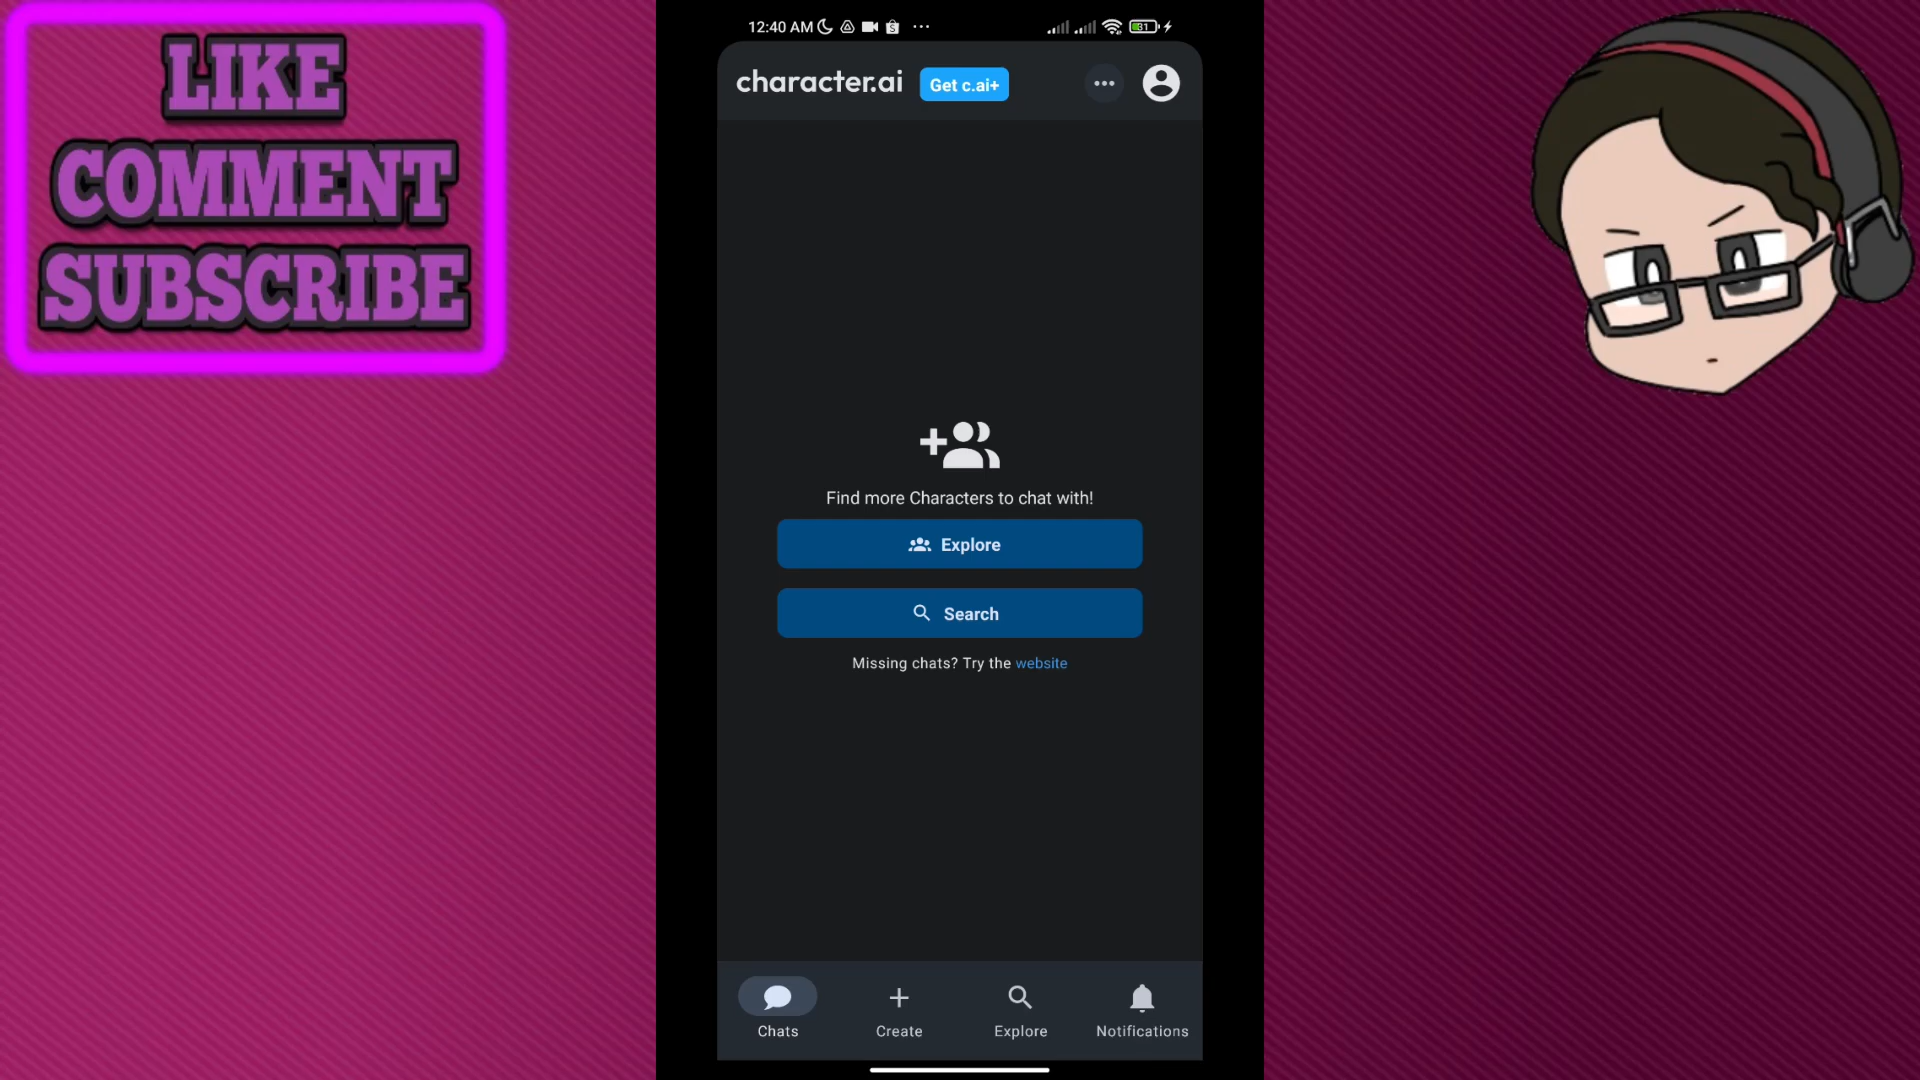 LIKE
COMMENT
SUBSCRIBE
12:40 AM
31
character.ai
Get c.ai+
Find more Characters to chat with!
Explore
Search
Missing chats? Try the website
Chats
Create
Explore
Notifications